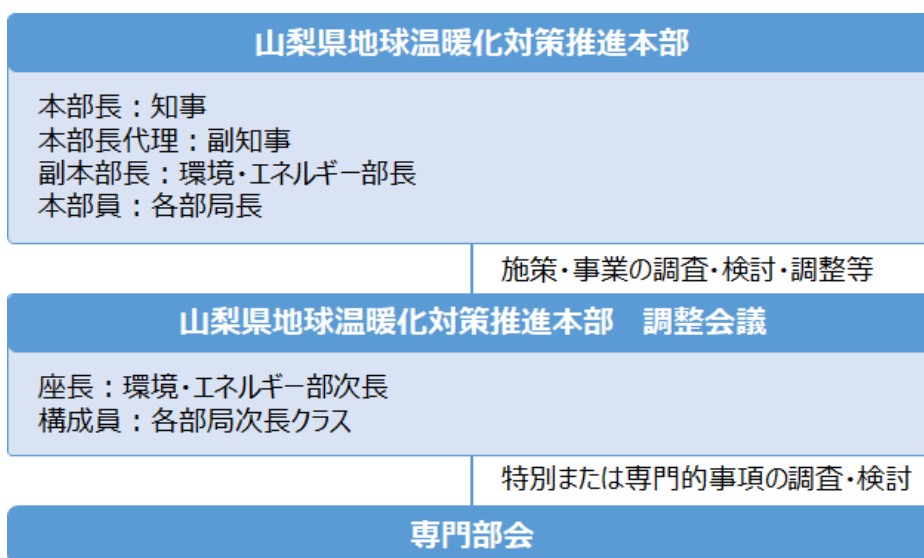 山梨県地球温暖化対策推進本部
本部長：知事
本部長代理：副知事
副本部長：環境・エネルギー部長
本部員：各部局長
施策・事業の調査・検討・調整等
山梨県地球温暖化対策推進本部　調整会議
座長：環境・エネルギー部次長
構成員：各部局次長クラス
特別または専門的事項の調査・検討
専門部会